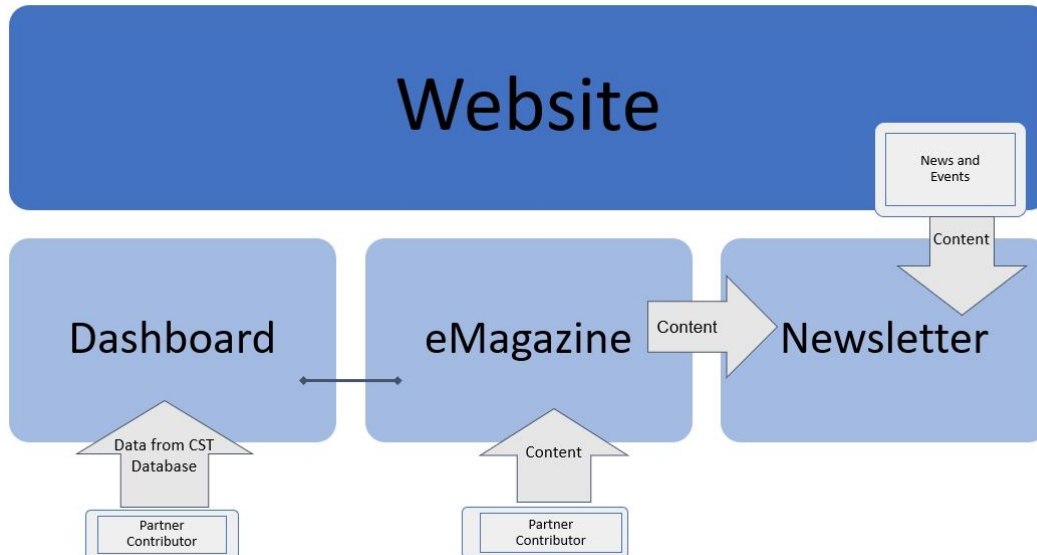 Website
News and
Events
Content
Dashboard
eMagazine
Content
Newsletter
Data from CST
Database
Content
Partner
Contributor
Partner
Contributor